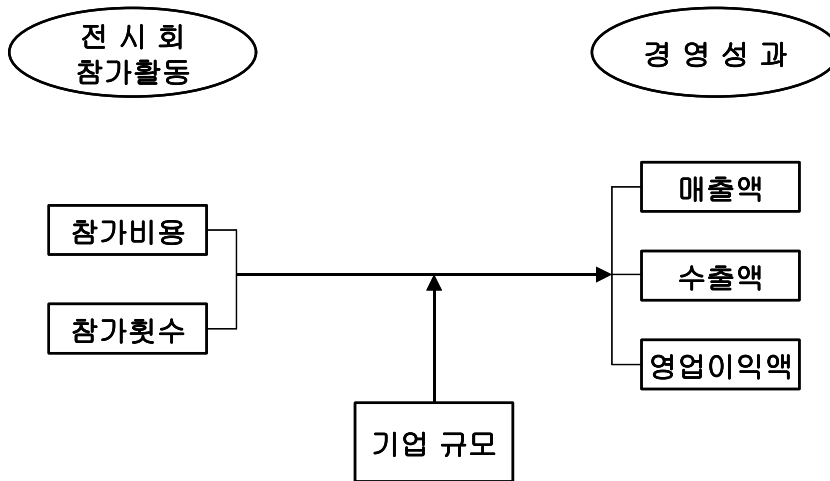 전 시 회
참가활동
경 영 성 과
매출액
참가비용
수출액
참가횟수
영업이익액
기업 규모